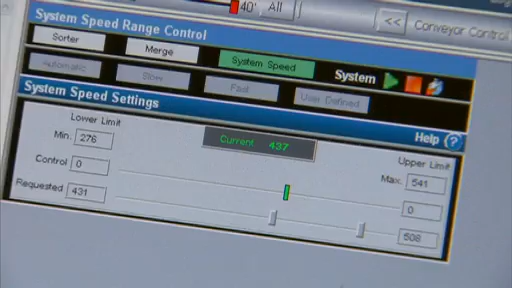 40' All
<< Conveyor Control
System Speed Range Control
Sorter Merge System Speed System
Automatic Slow Fast User Defined
System Speed Settings Help ?
Lower Limit Current 437 Upper Limit
Min. 276 Max. 541
Control 0 0
Requested 431 508